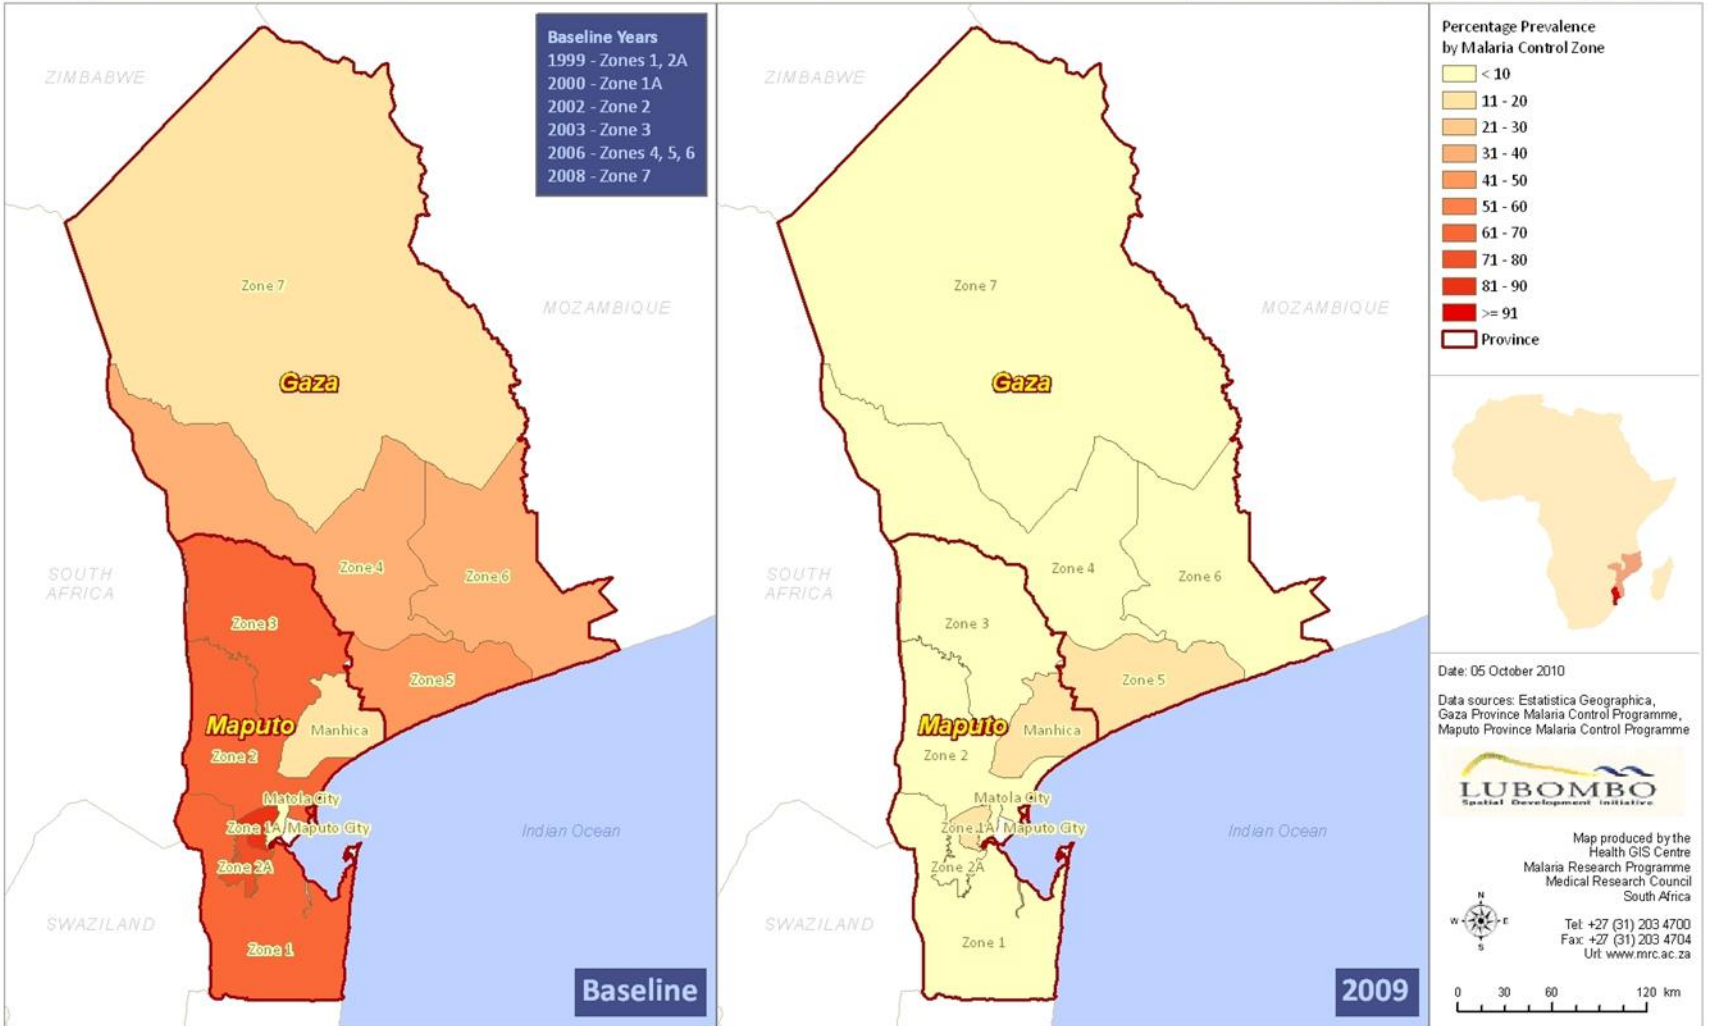 ZIMBABWE
Baseline Years
1999 - Zones 1, 2A
2000 - Zone 1A
2002 - Zone 2
2003 - Zone 3
2006 - Zones 4, 5, 6
2008 - Zone 7
Zone 7
MOZAMBIQUE
Gaza
SOUTH
AFRICA
Zone 4
Zone 6
Zone 3
Zone 5
Maputo
Manhica
Zone 2
Matola City
Zone 1A
Maputo City
Zone 2A
Indian Ocean
SWAZILAND
Zone 1
Baseline
ZIMBABWE
Zone 7
MOZAMBIQUE
Gaza
SOUTH
AFRICA
Zone 4
Zone 6
Zone 3
Zone 5
Maputo
Manhica
Zone 2
Matola City
Zone 1A
Maputo City
Zone 2A
Indian Ocean
SWAZILAND
Zone 1
2009
Percentage Prevalence
by Malaria Control Zone
< 10
11 - 20
21 - 30
31 - 40
41 - 50
51 - 60
61 - 70
71 - 80
81 - 90
>= 91
Province
Date: 05 October 2010
Data sources: Estatistica Geographica,
Gaza Province Malaria Control Programme,
Maputo Province Malaria Control Programme
LUBOMBO
Spatial Development Initiative
Map produced by the
Health GIS Centre
Malaria Research Programme
Medical Research Council
South Africa
N
W E
S
Tel: +27 (31) 203 4700
Fax: +27 (31) 203 4704
Url: www.mrc.ac.za
0 30 60 120 km